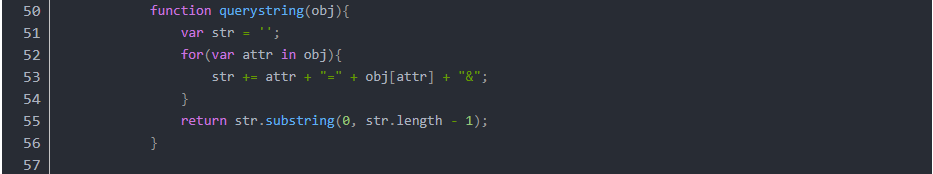 50 function querystring(obj){
51 var str = '';
52 for(var attr in obj){
53 str += attr + "=" + obj[attr] + "&";
54 }
55 return str.substring(0, str.length - 1);
56 }
57